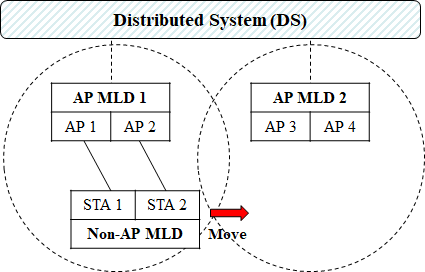 Distributed System (DS)
AP MLD 1
AP MLD 2
AP 1
AP 2
AP 3
AP 4
STA 1
STA 2
Non-AP MLD
Move